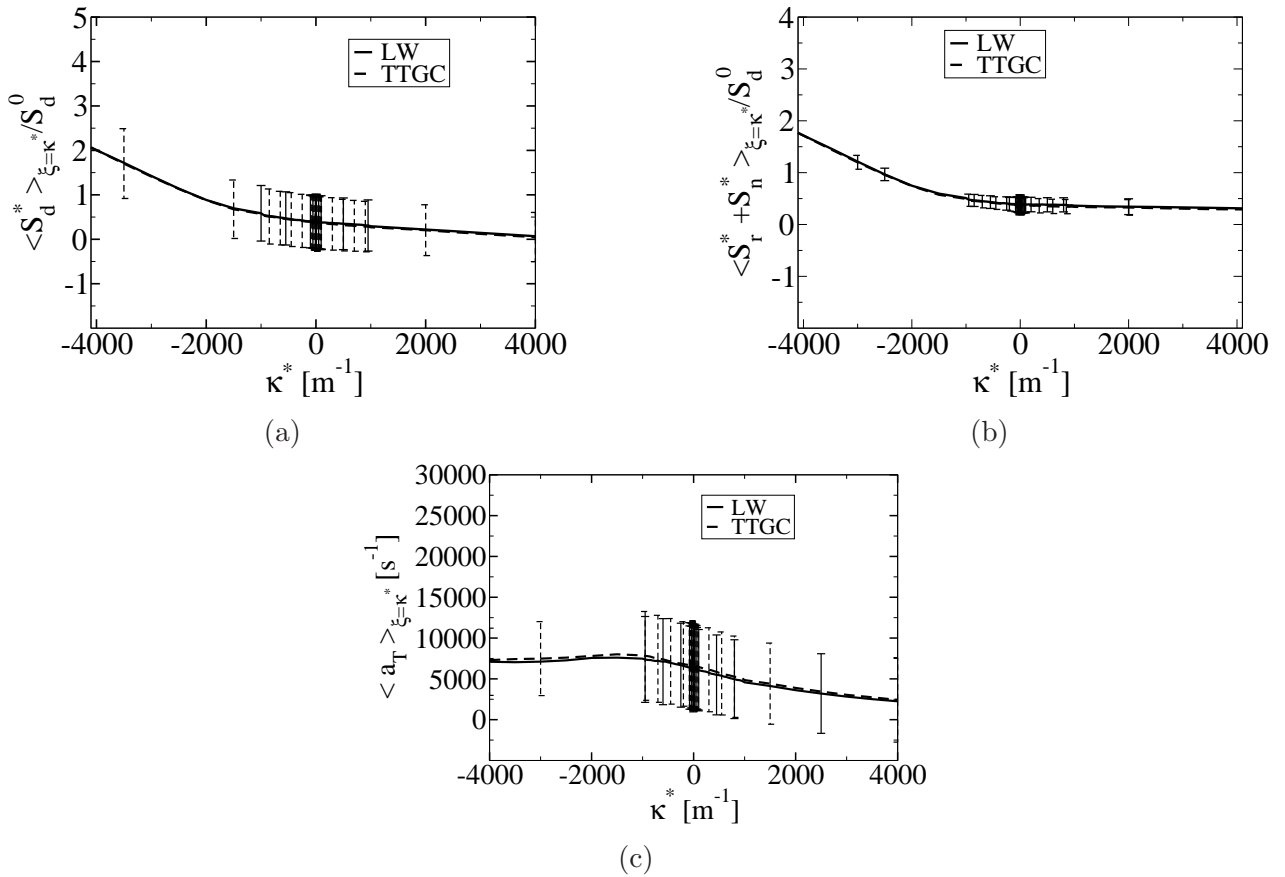 5
4
3
2
1
0
-1
<S*d >ξ=κ*/S0d
LW
TTGC
-4000 -2000 0 2000 4000
κ* [m-1]
(a)
4
3
2
1
0
-1
<S*r +S*n >ξ=κ*/S0d
LW
TTGC
-4000 -2000 0 2000 4000
κ* [m-1]
(b)
30000
25000
20000
15000
10000
5000
0
< aT >ξ=κ* [s-1]
LW
TTGC
-4000 -2000 0 2000 4000
κ* [m-1]
(c)